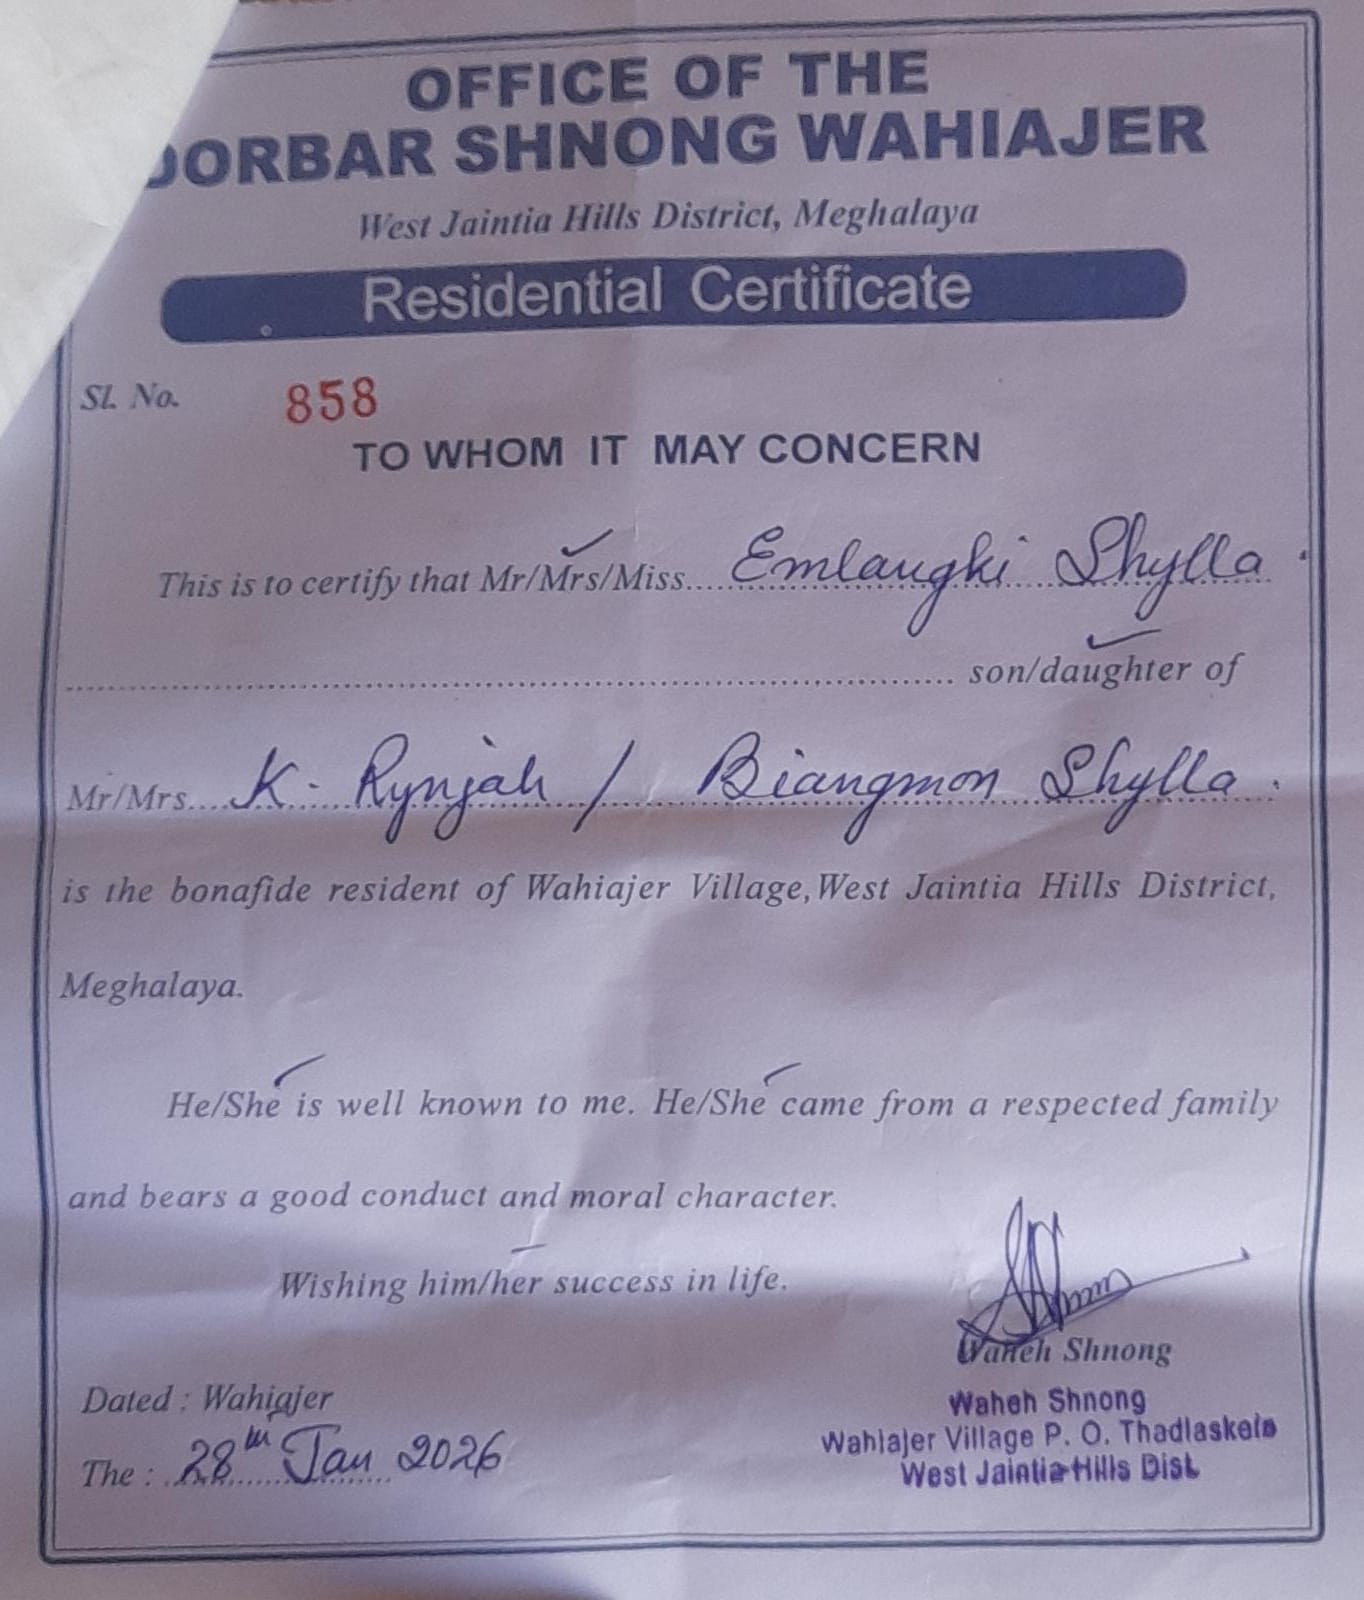 OFFICE OF THE
DORBAR SHNONG WAHIAJER
West Jaintia Hills District, Meghalaya
Residential Certificate
Sl. No. 858
TO WHOM IT MAY CONCERN
This is to certify that Mr/Mrs/Miss.... Emlangki Shylla
son/daughter of
Mr/Mrs.... K. Rynjah / Biangmon Shylla.
is the bonafide resident of Wahiajer Village, West Jaintia Hills District,
Meghalaya.
He/She is well known to me. He/She came from a respected family
and bears a good conduct and moral character.
Wishing him/her success in life.
Waheh Shnong
Dated : Wahiajer
The : 28th Jan 2026
Waheh Shnong
Wahiajer Village P. O. Thadlaskein
West Jaintia Hills Dist.